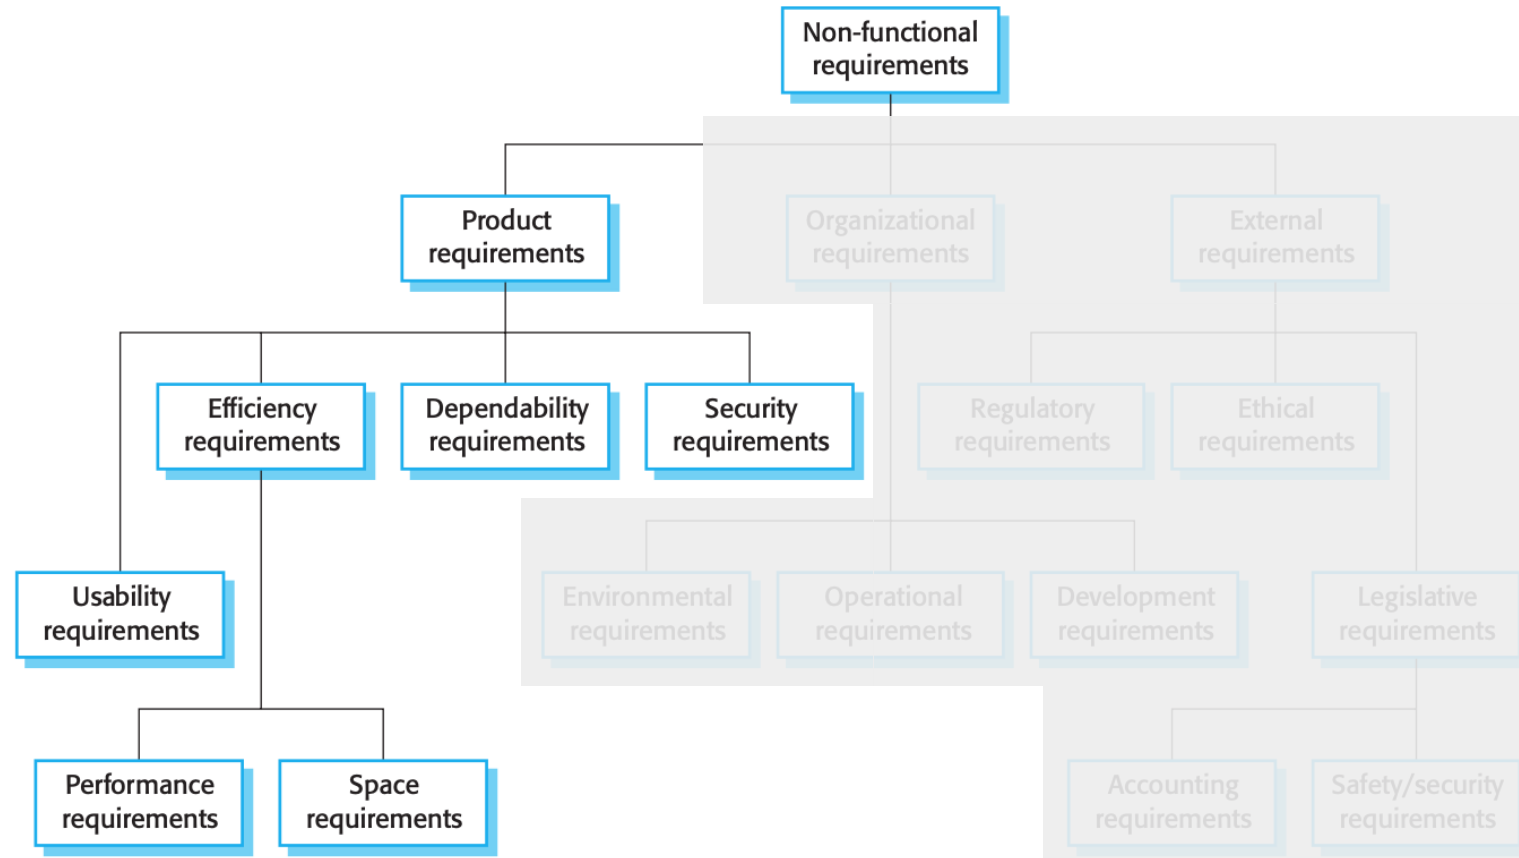 Non-functional
requirements
Product
requirements
Organizational
requirements
External
requirements
Efficiency
requirements
Dependability
requirements
Security
requirements
Regulatory
requirements
Ethical
requirements
Usability
requirements
Environmental
requirements
Operational
requirements
Development
requirements
Legislative
requirements
Performance
requirements
Space
requirements
Accounting
requirements
Safety/security
requirements